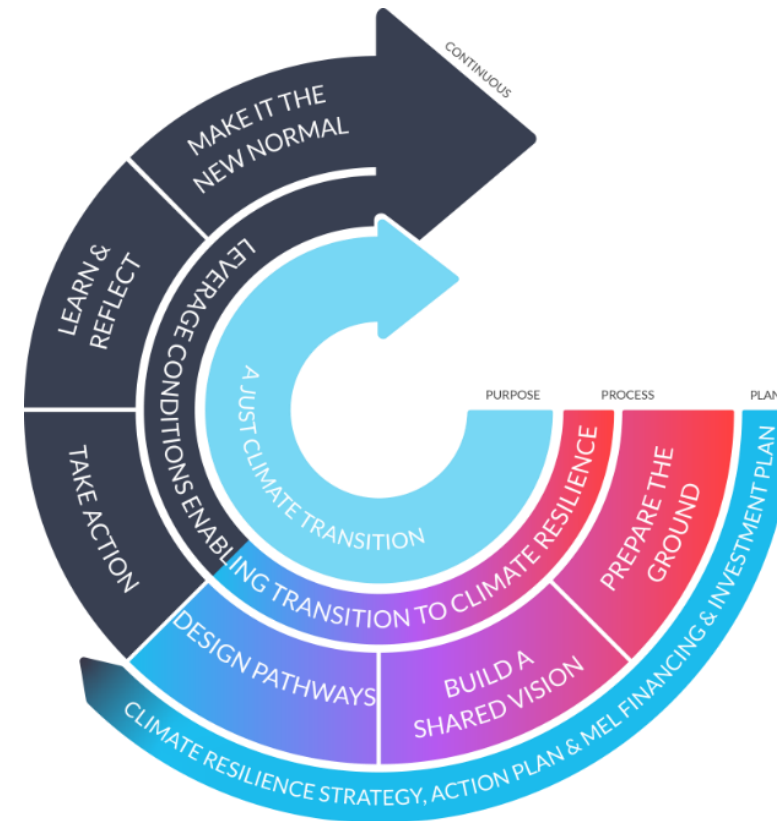 CONTINUOUS
MAKE IT THE
NEW NORMAL
LEARN &
REFLECT
TAKE ACTION
LEVERAGE CONDITIONS ENABLING TRANSITION TO CLIMATE RESILIENCE
A JUST CLIMATE TRANSITION
PURPOSE
PROCESS
PLAN
PREPARE THE
GROUND
BUILD A
SHARED VISION
DESIGN PATHWAYS
CLIMATE RESILIENCE STRATEGY, ACTION PLAN & MEL FINANCING & INVESTMENT PLAN